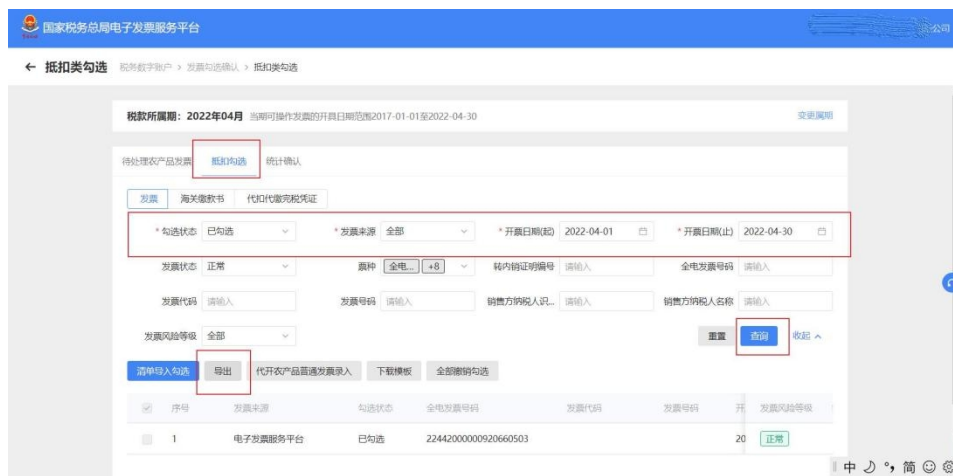 国家税务总局电子发票服务平台 公司
← 抵扣类勾选 税务数字账户 > 发票勾选确认 > 抵扣类勾选
税款所属期：2022年04月 当期可操作发票的开具日期范围2017-01-01至2022-04-30 变更属期
待处理农产品发票 抵扣勾选 统计确认
发票 海关缴款书 代扣代缴完税凭证
* 勾选状态 已勾选 * 发票来源 全部 * 开票日期(起) 2022-04-01 * 开票日期(止) 2022-04-30
发票状态 正常 票种 全电... +8 转内销证明编号 请输入 全电发票号码 请输入
发票代码 请输入 发票号码 请输入 销售方纳税人识... 请输入 销售方纳税人名称 请输入
发票风险等级 全部 重置 查询 收起
清单导入勾选 导出 代开农产品普通发票录入 下载模板 全部撤销勾选
序号 发票来源 勾选状态 全电发票号码 发票代码 发票号码 开 发票风险等级
1 电子发票服务平台 已勾选 22442000000920660503 20 正常
中 简